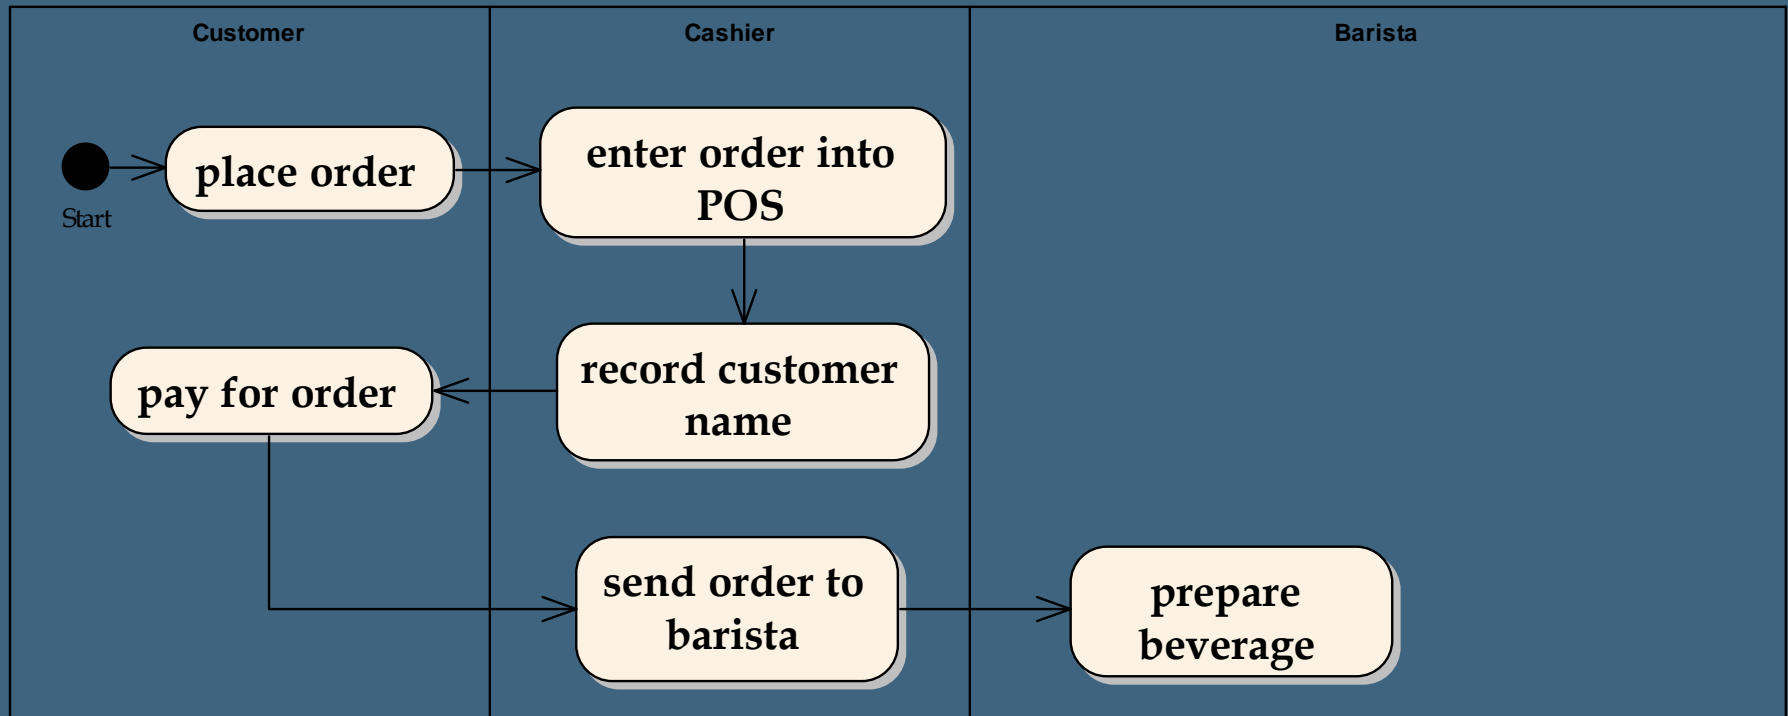 Customer
Cashier
Barista
Start
place order
enter order into
POS
record customer
name
pay for order
send order to
barista
prepare
beverage